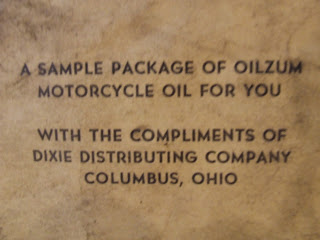 A SAMPLE PACKAGE OF OILZUM
MOTORCYCLE OIL FOR YOU
WITH THE COMPLIMENTS OF
DIXIE DISTRIBUTING COMPANY
COLUMBUS, OHIO